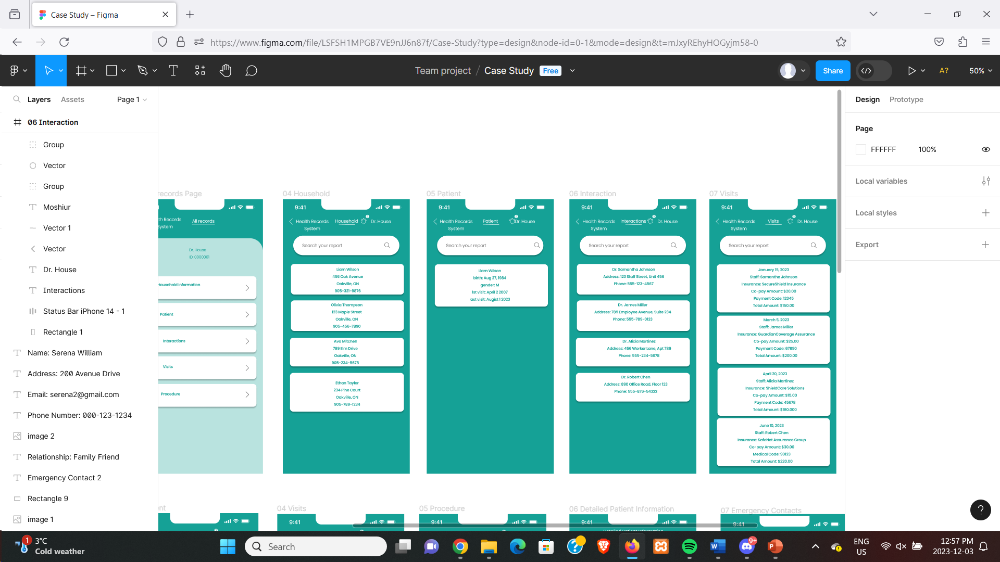 Case Study – Figma
https://www.figma.com/file/LSFSH1MPGB7VE9nJJ6n87f/Case-Study?type=design&node-id=0-1&mode=design&t=mJxyREhyHOGyjm58-0
Team project / Case Study Free
Share
A?
50%
Layers
Assets
Page 1
06 Interaction
Group
Vector
Group
Moshiur
Vector 1
Vector
Dr. House
Interactions
Status Bar iPhone 14 - 1
Rectangle 1
Name: Serena William
Address: 200 Avenue Drive
Email: serena2@gmail.com
Phone Number: 000-123-1234
image 2
Relationship: Family Friend
Emergency Contact 2
Rectangle 9
image 1
records Page
th Records
System
All records
Dr. House
ID: 0000001
Household Information
Patient
Interactions
Visits
Procedure
04 Household
9:41
Health Records
System
Household
Dr. House
Search your report
Liam Wilson
456 Oak Avenue
Oakville, ON
905-321-9876
Olivia Thompson
123 Maple Street
Oakville, ON
905-456-7890
Ava Mitchell
789 Elm Drive
Oakville, ON
905-234-5678
Ethan Taylor
234 Pine Court
Oakville, ON
905-789-1234
05 Patient
9:41
Health Records
System
Patient
Dr. House
Search your report
Liam Wilson
birth: Aug 27, 1984
gender: M
1st visit: April 2 2007
last visit: Augist 1 2023
06 Interaction
9:41
Health Records
System
Interactions
Dr. House
Search your report
Dr. Samantha Johnson
Address: 123 Staff Street, Unit 456
Phone: 555-123-4567
Dr. James Miller
Address: 789 Employee Avenue, Suite 234
Phone: 555-789-0123
Dr. Alicia Martinez
Address: 456 Worker Lane, Apt 789
Phone: 555-234-5678
Dr. Robert Chen
Address: 890 Office Road, Floor 123
Phone: 555-876-54322
07 Visits
9:41
Health Records
System
Visits
Dr. House
Search your report
January 15, 2023
Staff: Samantha Johnson
Insurance: SecureShield Insurance
Co-pay Amount: $20.00
Payment Code: 12345
Total Amount: $150.00
March 5, 2023
Staff: James Miller
Insurance: GuardianCoverage Assurance
Co-pay Amount: $25.00
Payment Code: 67890
Total Amount: $200.00
April 20, 2023
Staff: Alicia Martinez
Insurance: ShieldCare Solutions
Co-pay Amount: $15.00
Payment Code: 45678
Total Amount: $180.000
June 10, 2023
Staff: Robert Chen
Insurance: SafeNet Assurance Group
Co-pay Amount: $30.00
Medical Code: 90123
Total Amount: $220.00
nt
04 Visits
9:41
05 Procedure
9:41
06 Detailed Patient Information
9:41
07 Emergency Contacts
9:41
Design
Prototype
Page
FFFFFF
100%
Local variables
Local styles
Export
?
1
3°C
Cold weather
Search
9+
ENG
US
12:57 PM
2023-12-03